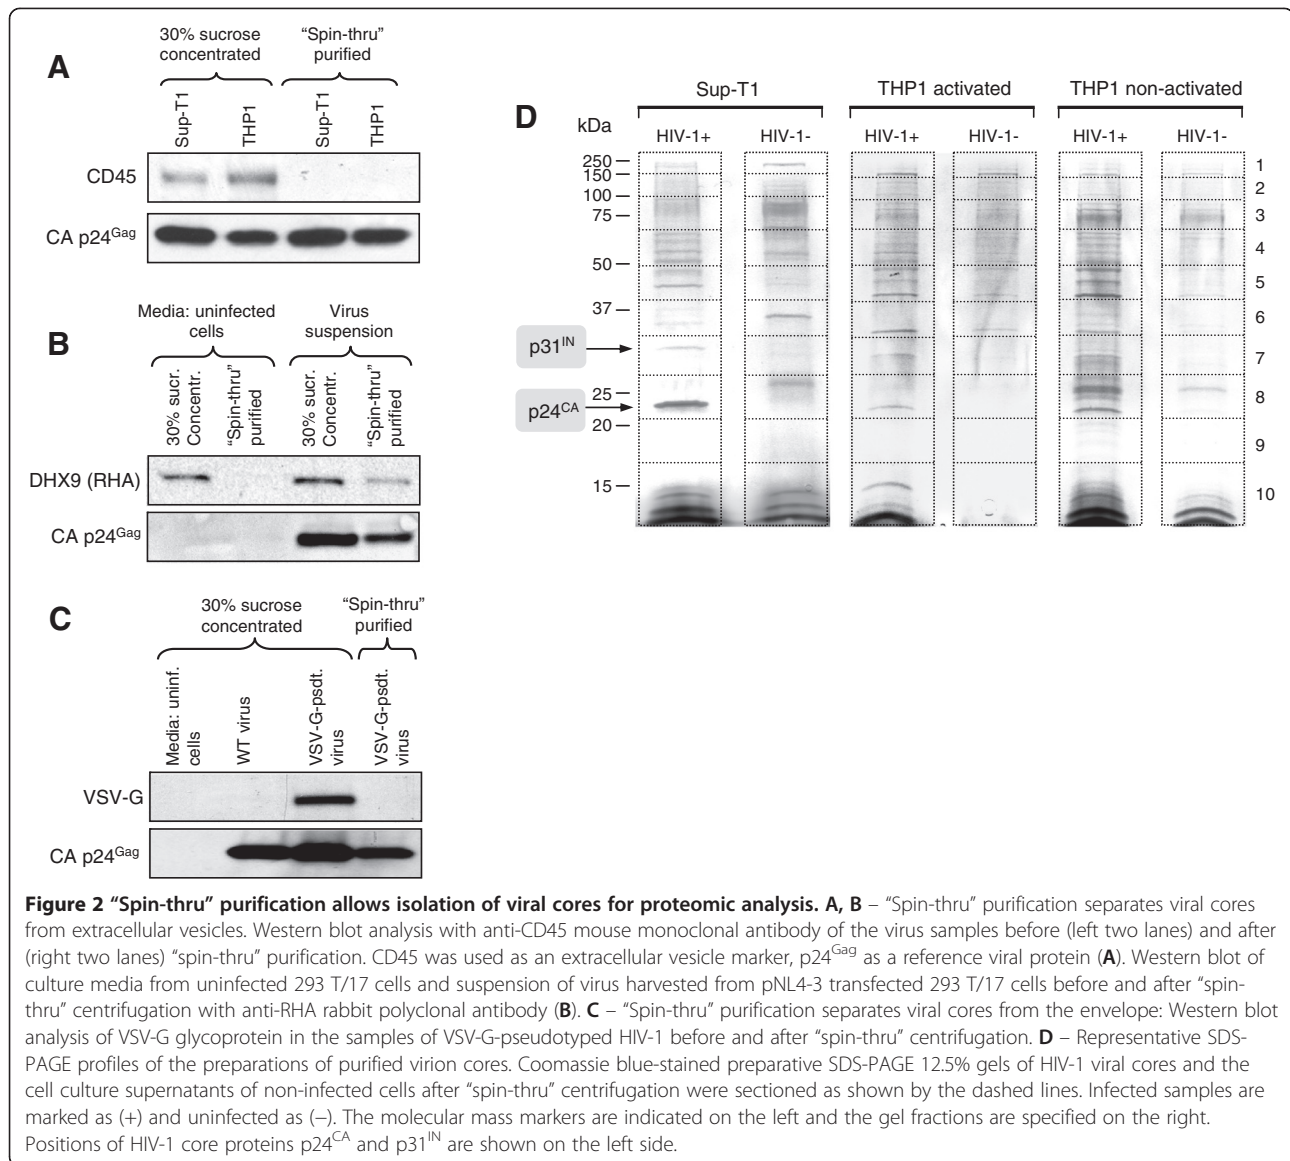 A
30% sucrose
concentrated
"Spin-thru"
purified
Sup-T1
THP1
Sup-T1
THP1
CD45
CA p24Gag
B
Media: uninfected
cells
Virus
suspension
30% sucr.
Concentr.
"Spin-thru"
purified
30% sucr.
Concentr.
"Spin-thru"
purified
DHX9 (RHA)
CA p24Gag
C
30% sucrose
concentrated
"Spin-thru"
purified
Media: uninf.
cells
WT virus
VSV-G-psdt.
virus
VSV-G-psdt.
virus
VSV-G
CA p24Gag
D
kDa
Sup-T1
THP1 activated
THP1 non-activated
HIV-1+
HIV-1-
HIV-1+
HIV-1-
HIV-1+
HIV-1-
250
150
100
75
50
37
25
20
15
p31IN
p24CA
1
2
3
4
5
6
7
8
9
10
Figure 2 "Spin-thru" purification allows isolation of viral cores for proteomic analysis. A, B – "Spin-thru" purification separates viral cores
from extracellular vesicles. Western blot analysis with anti-CD45 mouse monoclonal antibody of the virus samples before (left two lanes) and after
(right two lanes) "spin-thru" purification. CD45 was used as an extracellular vesicle marker, p24Gag as a reference viral protein (A). Western blot of
culture media from uninfected 293 T/17 cells and suspension of virus harvested from pNL4-3 transfected 293 T/17 cells before and after "spin-
thru" centrifugation with anti-RHA rabbit polyclonal antibody (B). C – "Spin-thru" purification separates viral cores from the envelope: Western blot
analysis of VSV-G glycoprotein in the samples of VSV-G-pseudotyped HIV-1 before and after "spin-thru" centrifugation. D – Representative SDS-
PAGE profiles of the preparations of purified virion cores. Coomassie blue-stained preparative SDS-PAGE 12.5% gels of HIV-1 viral cores and the
cell culture supernatants of non-infected cells after "spin-thru" centrifugation were sectioned as shown by the dashed lines. Infected samples are
marked as (+) and uninfected as (−). The molecular mass markers are indicated on the left and the gel fractions are specified on the right.
Positions of HIV-1 core proteins p24CA and p31IN are shown on the left side.